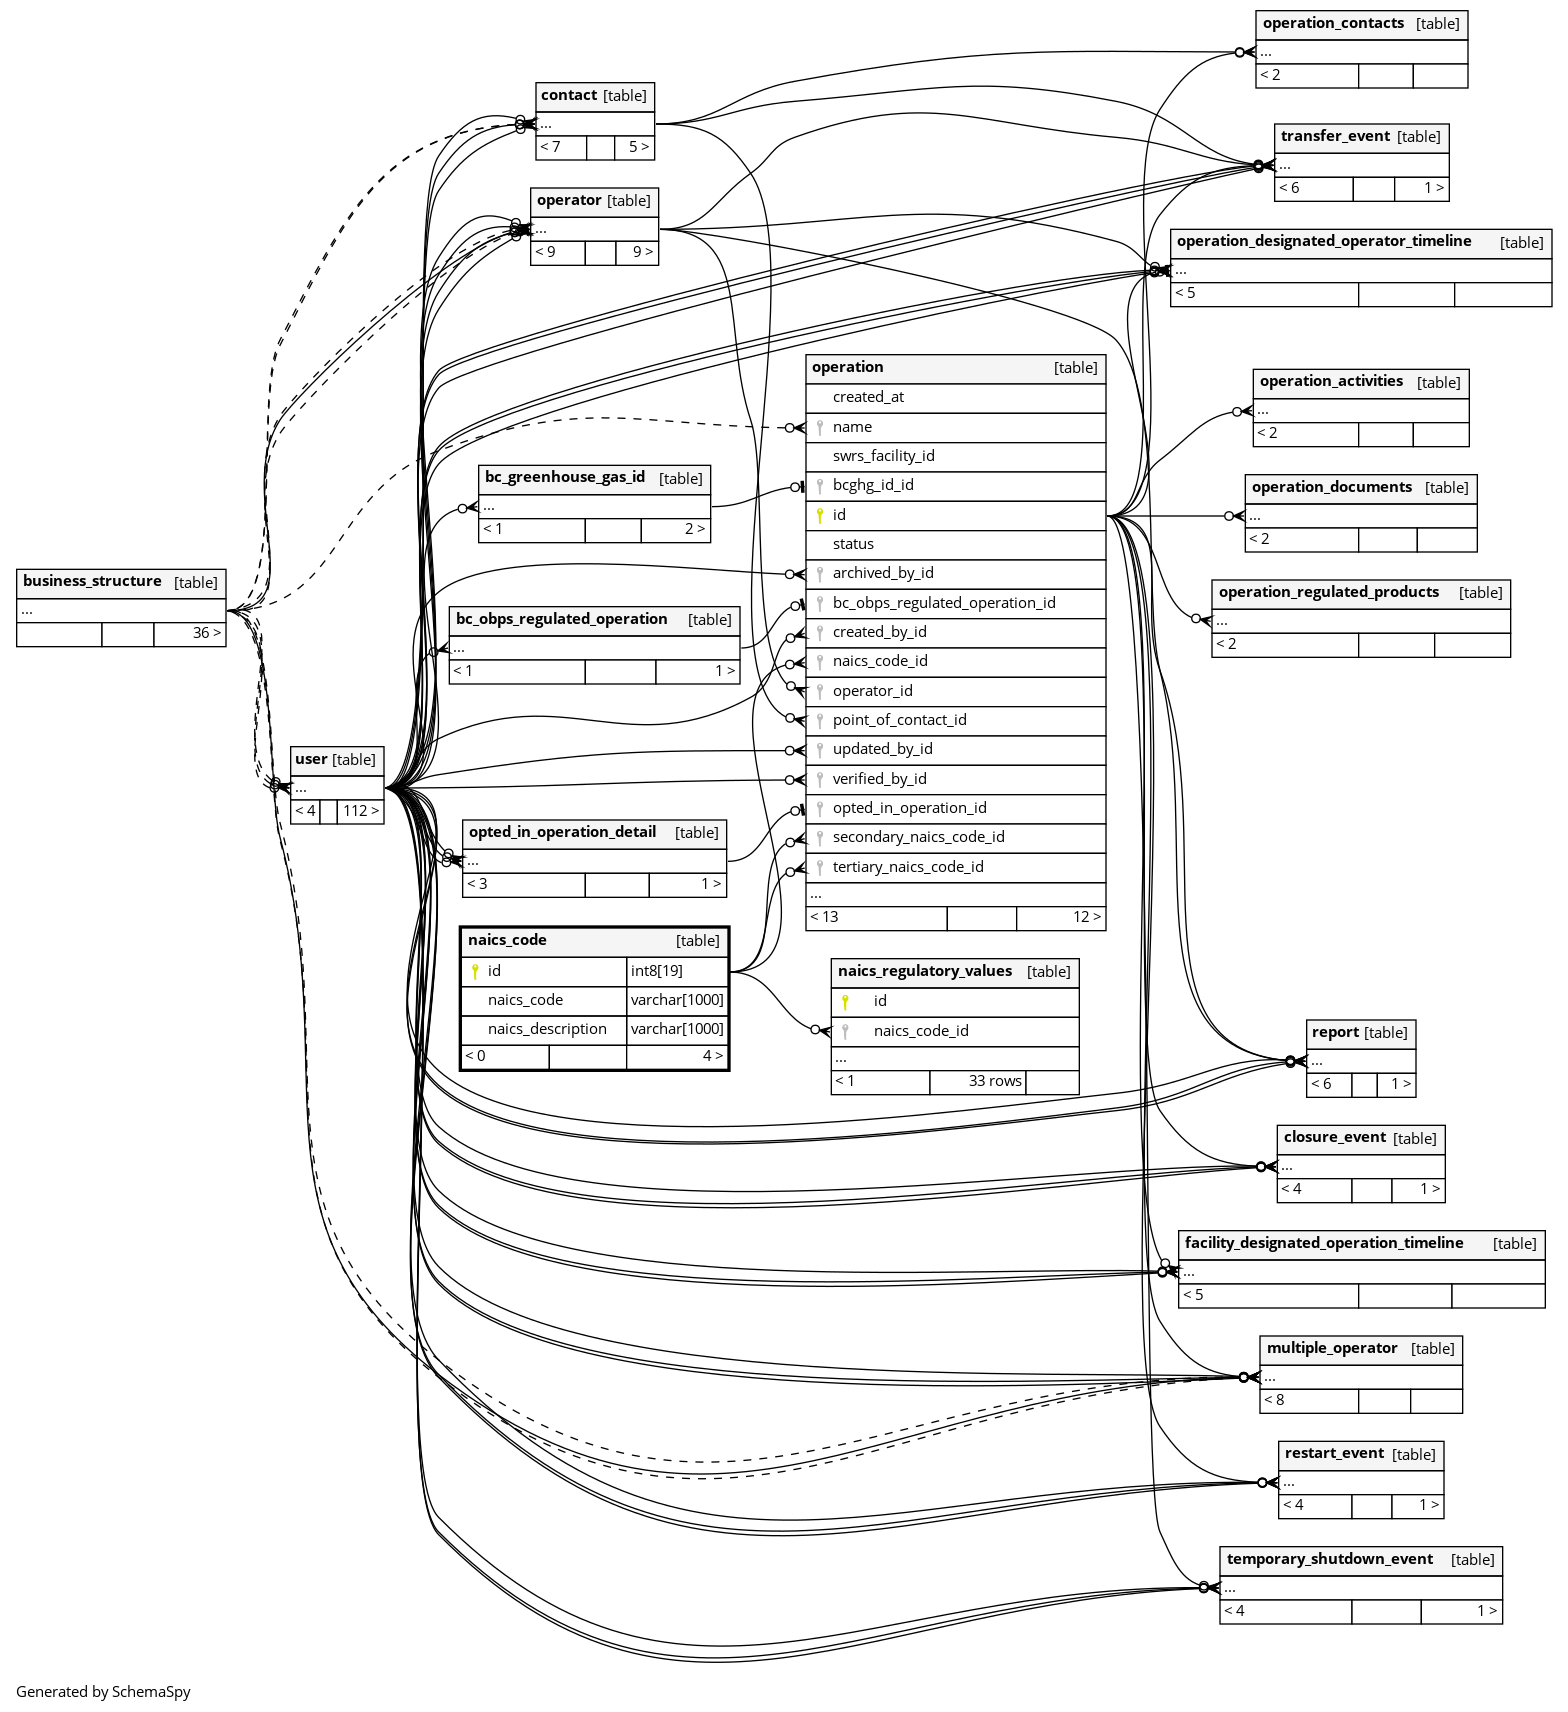 operation_contacts [table]
...
< 2
contact [table]
...
< 7 5 >
transfer_event [table]
...
< 6 1 >
operator [table]
...
< 9 9 >
operation_designated_operator_timeline [table]
...
< 5
operation [table]
created_at
name
swrs_facility_id
bcghg_id_id
id
status
archived_by_id
bc_obps_regulated_operation_id
created_by_id
naics_code_id
operator_id
point_of_contact_id
updated_by_id
verified_by_id
opted_in_operation_id
secondary_naics_code_id
tertiary_naics_code_id
...
< 13 12 >
operation_activities [table]
...
< 2
bc_greenhouse_gas_id [table]
...
< 1 2 >
operation_documents [table]
...
< 2
business_structure [table]
...
36 >
operation_regulated_products [table]
...
< 2
bc_obps_regulated_operation [table]
...
< 1 1 >
user [table]
...
< 4 112 >
opted_in_operation_detail [table]
...
< 3 1 >
naics_code [table]
id int8[19]
naics_code varchar[1000]
naics_description varchar[1000]
< 0 4 >
naics_regulatory_values [table]
id
naics_code_id
...
< 1 33 rows
report [table]
...
< 6 1 >
closure_event [table]
...
< 4 1 >
facility_designated_operation_timeline [table]
...
< 5
multiple_operator [table]
...
< 8
restart_event [table]
...
< 4 1 >
temporary_shutdown_event [table]
...
< 4 1 >
Generated by SchemaSpy